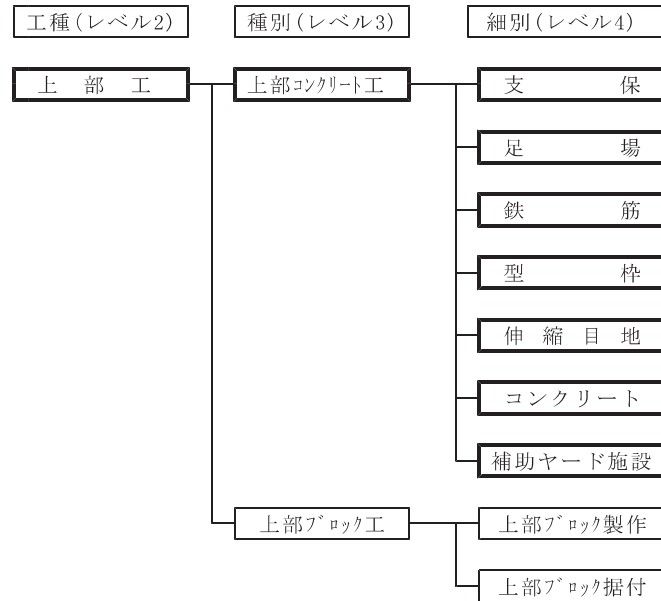 工種(レベル2) 種別(レベル3) 細別(レベル4)
上部工 上部ｺﾝｸﾘｰﾄ工 支保
足場
鉄筋
型枠
伸縮目地
コンクリート
補助ヤード施設
上部ﾌﾞﾛｯｸ工 上部ﾌﾞﾛｯｸ製作
上部ﾌﾞﾛｯｸ据付